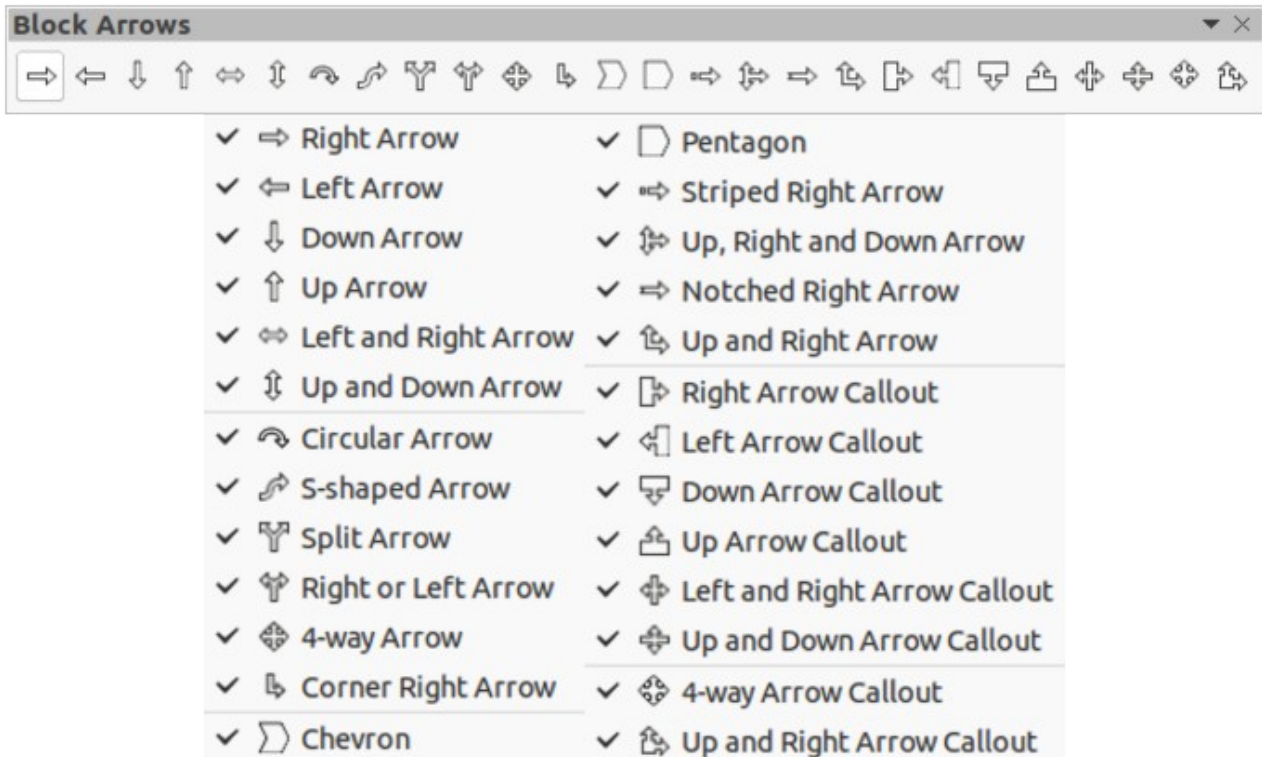 Block Arrows
Right Arrow
Left Arrow
Down Arrow
Up Arrow
Left and Right Arrow
Up and Down Arrow
Circular Arrow
S-shaped Arrow
Split Arrow
Right or Left Arrow
4-way Arrow
Corner Right Arrow
Chevron
Pentagon
Striped Right Arrow
Up, Right and Down Arrow
Notched Right Arrow
Up and Right Arrow
Right Arrow Callout
Left Arrow Callout
Down Arrow Callout
Up Arrow Callout
Left and Right Arrow Callout
Up and Down Arrow Callout
4-way Arrow Callout
Up and Right Arrow Callout